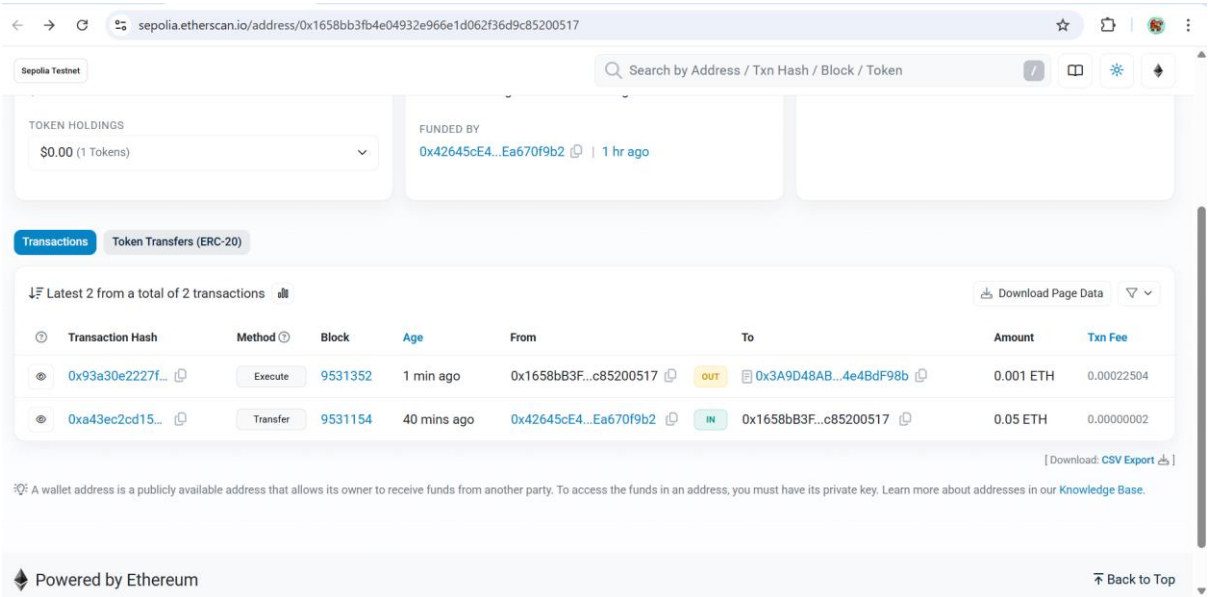 sepolia.etherscan.io/address/0x1658bb3fb4e04932e966e1d062f36d9c85200517
Sepolia Testnet
Search by Address / Txn Hash / Block / Token
/
TOKEN HOLDINGS
$0.00 (1 Tokens)
FUNDED BY
0x42645cE4...Ea670f9b2 | 1 hr ago
Transactions Token Transfers (ERC-20)
Latest 2 from a total of 2 transactions
Download Page Data
Transaction Hash Method Block Age From To Amount Txn Fee
0x93a30e2227f... Execute 9531352 1 min ago 0x1658bB3F...c85200517 OUT 0x3A9D48AB...4e4BdF98b 0.001 ETH 0.00022504
0xa43ec2cd15... Transfer 9531154 40 mins ago 0x42645cE4...Ea670f9b2 IN 0x1658bB3F...c85200517 0.05 ETH 0.00000002
[ Download: CSV Export ]
A wallet address is a publicly available address that allows its owner to receive funds from another party. To access the funds in an address, you must have its private key. Learn more about addresses in our Knowledge Base.
Powered by Ethereum
Back to Top